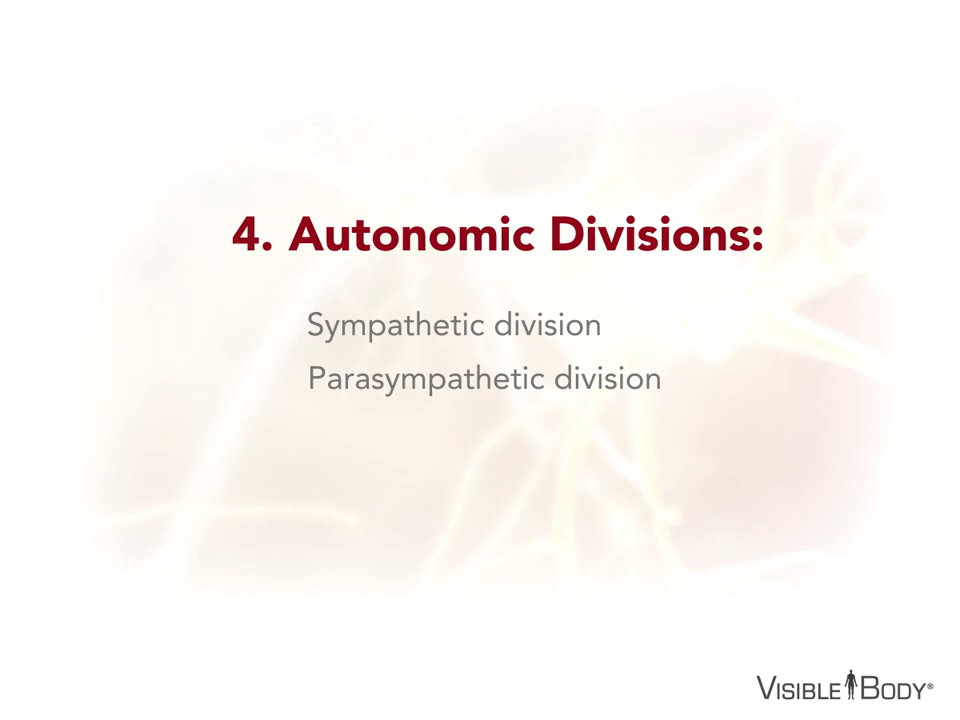 4. Autonomic Divisions:
Sympathetic division
Parasympathetic division
VISIBLE BODY®